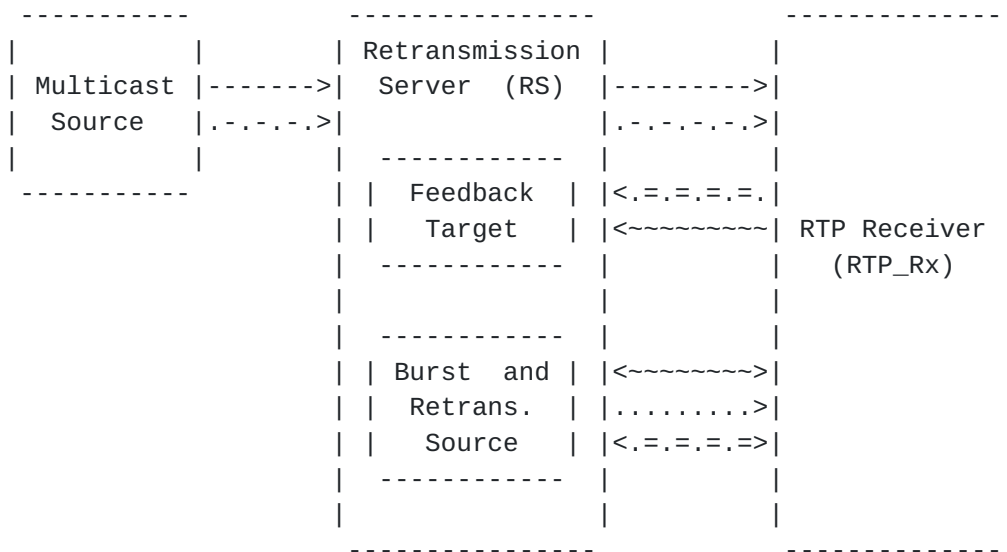 -----------         ----------------              --------------
|           |       | Retransmission |          |
| Multicast |------->|  Server  (RS)  |--------->|
|  Source   |.-.-.-.>|                |.-.-.-.-.>|
|           |        |  ------------  |          |
 -----------         | |  Feedback  | |<.=.=.=.=.|
                     | |   Target   | |<~~~~~~~~~| RTP Receiver
                     |  ------------  |          |   (RTP_Rx)
                     |                |          |
                     |  ------------  |          |
                     | | Burst  and | |<~~~~~~~~>|
                     | |  Retrans.  | |.........>|
                     | |   Source   | |<.=.=.=.=>|
                     |  ------------  |          |
                     |                |          |
                      ----------------            --------------